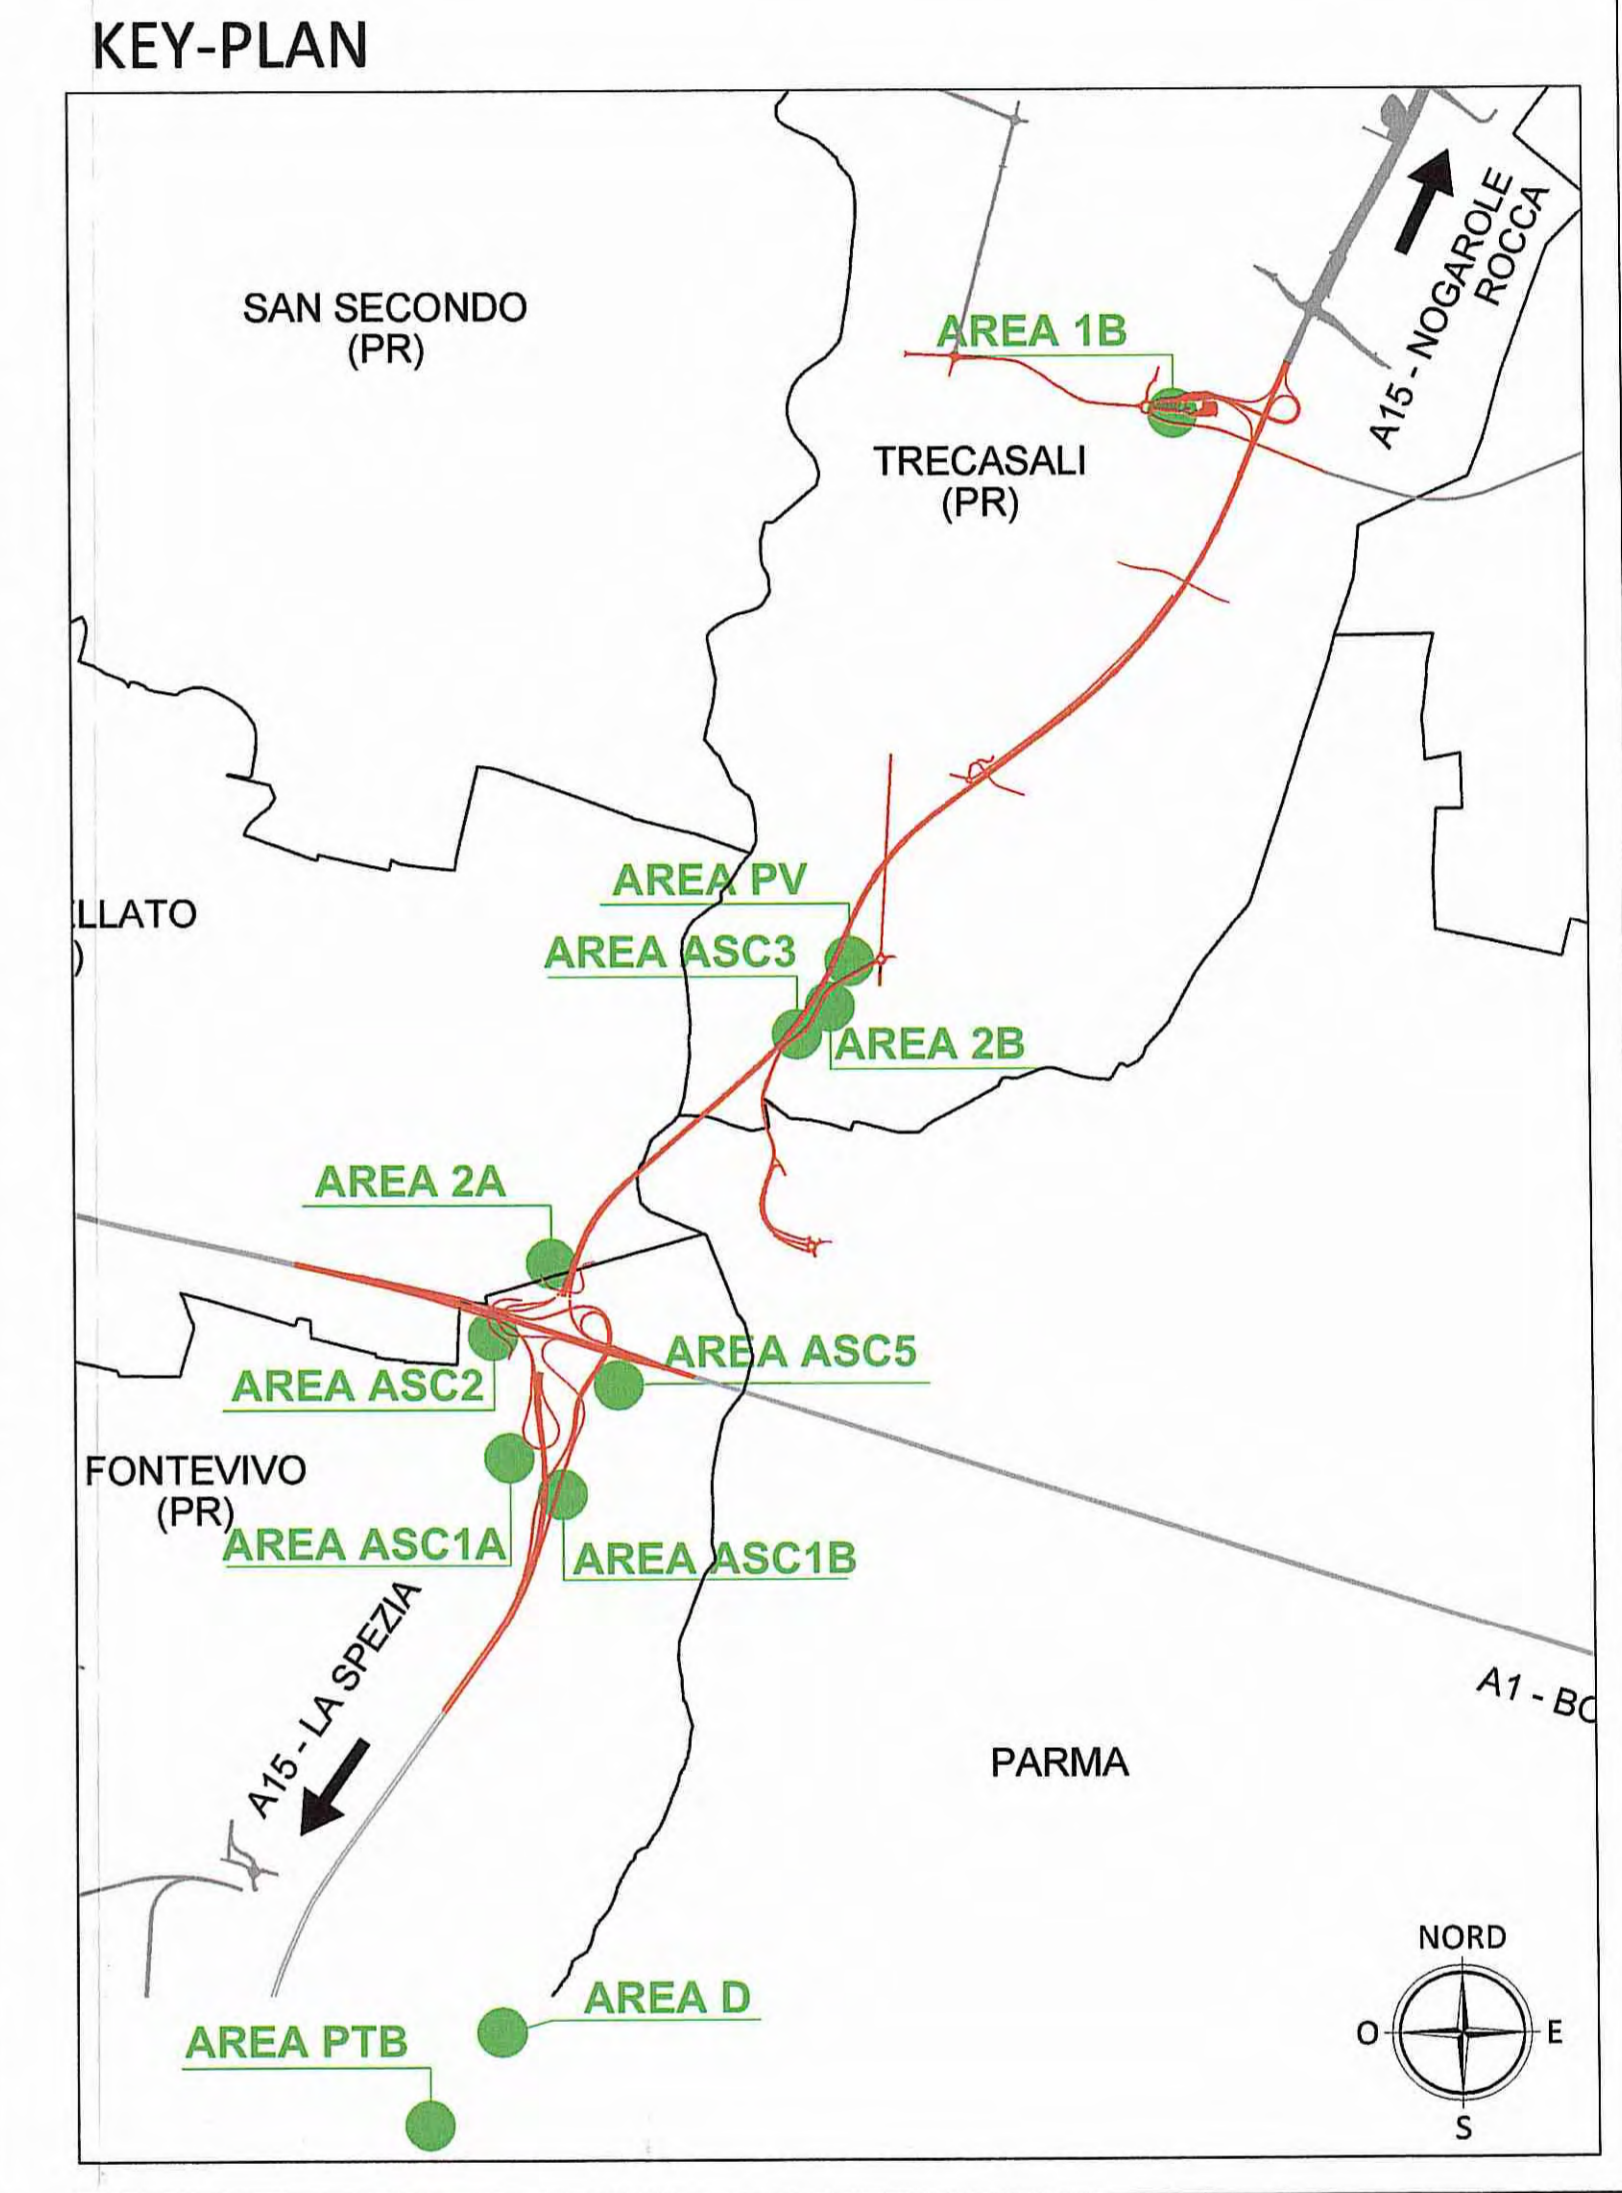 KEY-PLAN
A15 - NOGAROLE
ROCCA
SAN SECONDO
(PR)
AREA 1B
TRECASALI
(PR)
AREA PV
LLATO
)
AREA ASC3
AREA 2B
AREA 2A
AREA ASC5
AREA ASC2
FONTEVIVO
(PR)
AREA ASC1A
AREA ASC1B
A15 - LA SPEZIA
A1 - BO
PARMA
NORD
O
E
S
AREA D
AREA PTB